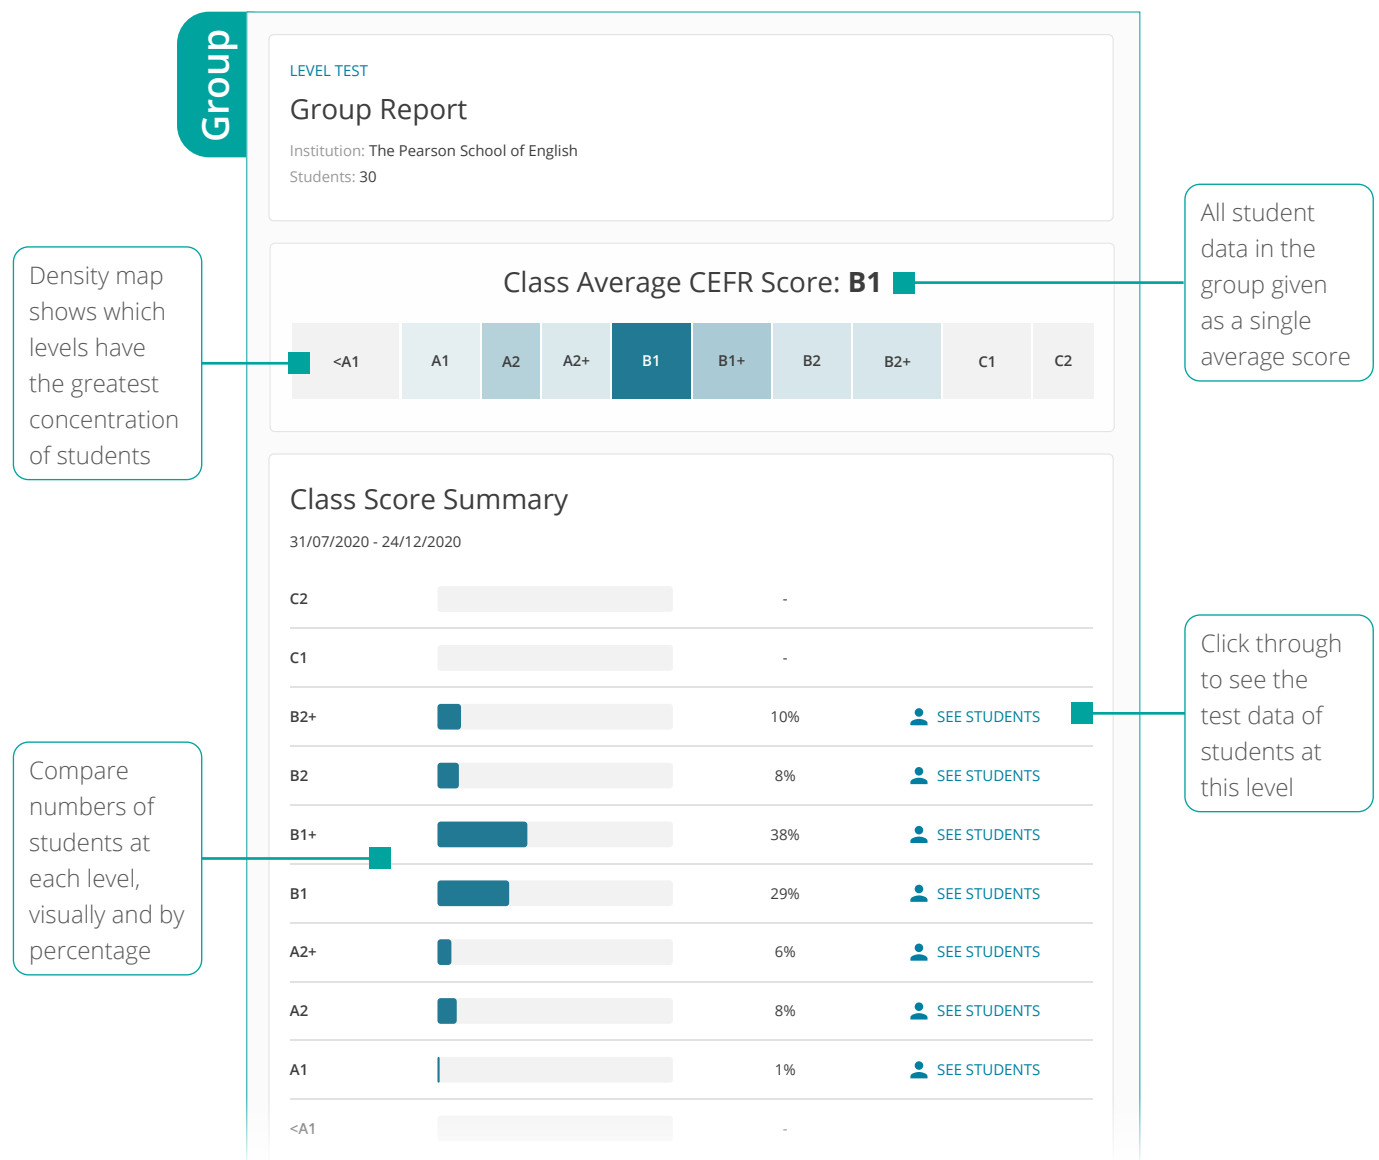 Group
LEVEL TEST
Group Report
Institution: The Pearson School of English
Students: 30
All student
data in the
group given
as a single
average score
Density map
shows which
levels have
the greatest
concentration
of students
Class Average CEFR Score: B1
<A1 A1 A2 A2+ B1 B1+ B2 B2+ C1 C2
Class Score Summary
31/07/2020 - 24/12/2020
C2 -
C1 -
B2+ 10% SEE STUDENTS
B2 8% SEE STUDENTS
B1+ 38% SEE STUDENTS
B1 29% SEE STUDENTS
A2+ 6% SEE STUDENTS
A2 8% SEE STUDENTS
A1 1% SEE STUDENTS
<A1 -
Click through
to see the
test data of
students at
this level
Compare
numbers of
students at
each level,
visually and by
percentage